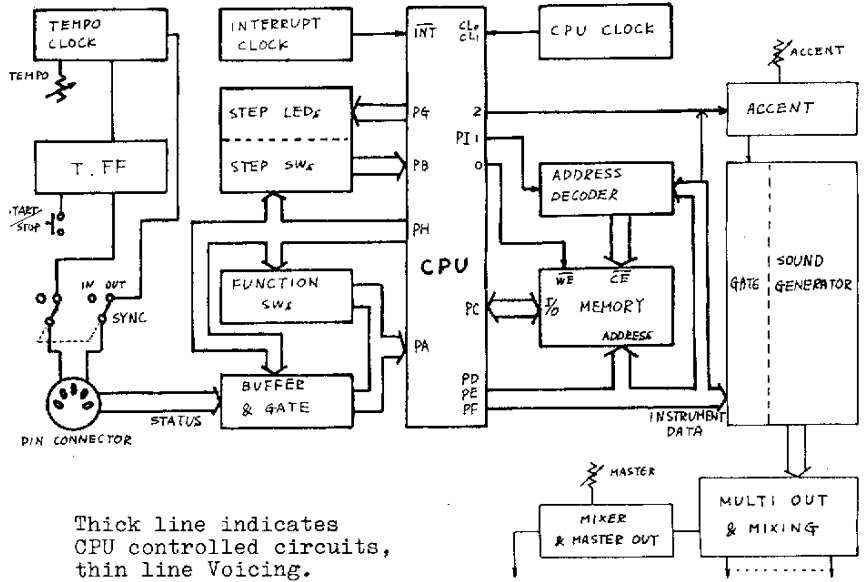 TEMPO
CLOCK
TEMPO
T.FF
START/
STOP
IN OUT
SYNC
PIN CONNECTOR
STATUS
INTERRUPT
CLOCK
STEP LEDs
STEP SWs
FUNCTION
SWs
BUFFER
& GATE
INT
CL0
CL1
PG
PB
PH
CPU
PA
2
PI 1
0
PC
PD
PE
PF
CPU CLOCK
ADDRESS
DECODER
WE
CE
I/O
MEMORY
ADDRESS
INSTRUMENT
DATA
ACCENT
ACCENT
GATE
SOUND
GENERATOR
MULTI OUT
& MIXING
MASTER
MIXER
& MASTER OUT
Thick line indicates
CPU controlled circuits,
thin line Voicing.